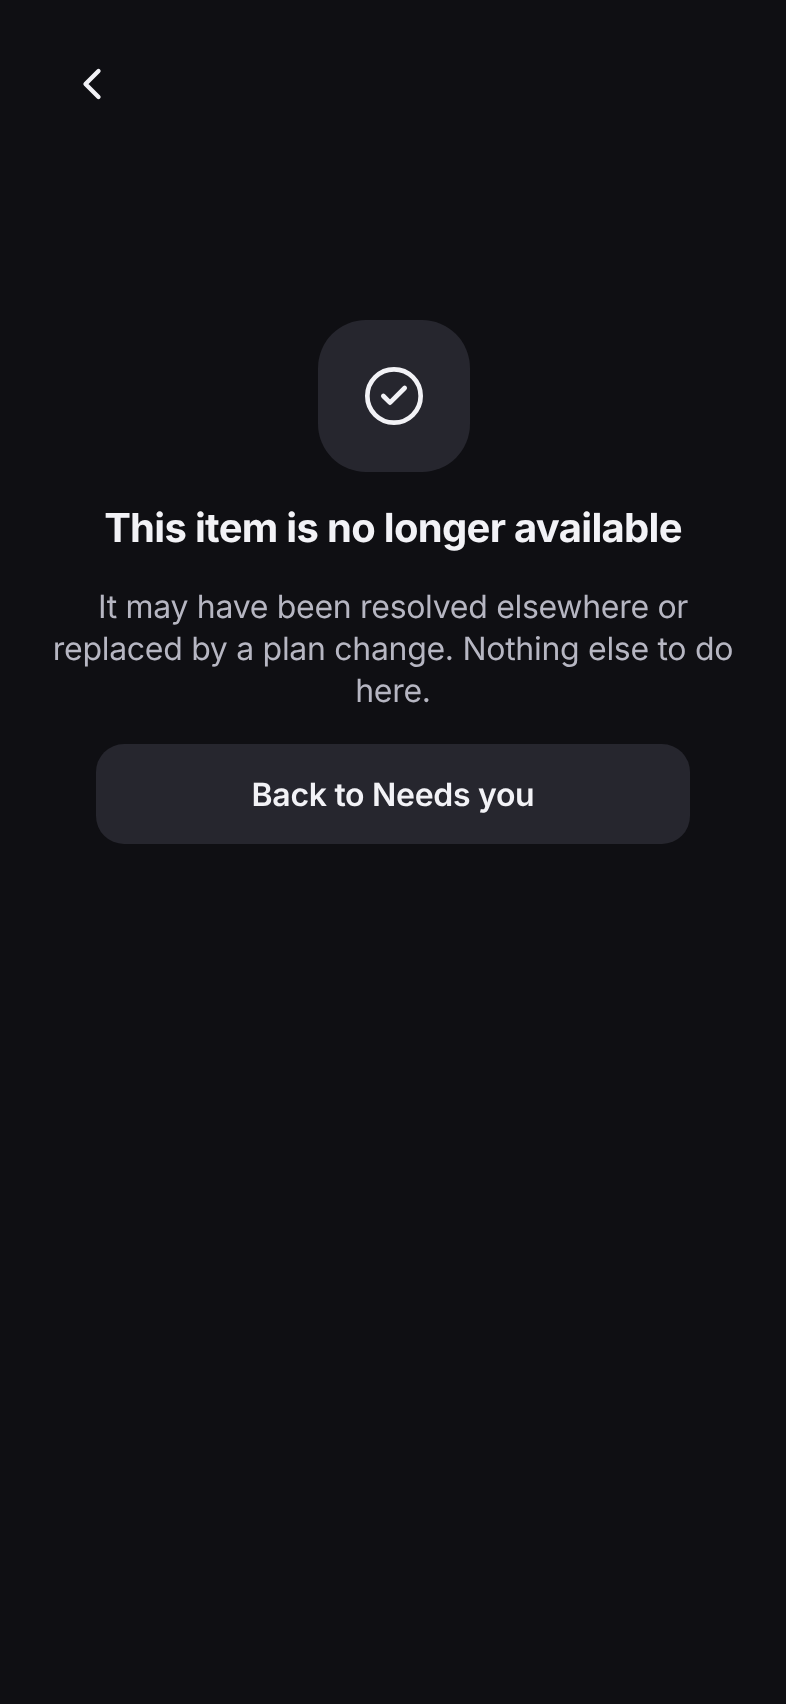 This item is no longer available
It may have been resolved elsewhere or
replaced by a plan change. Nothing else to do
here.
Back to Needs you